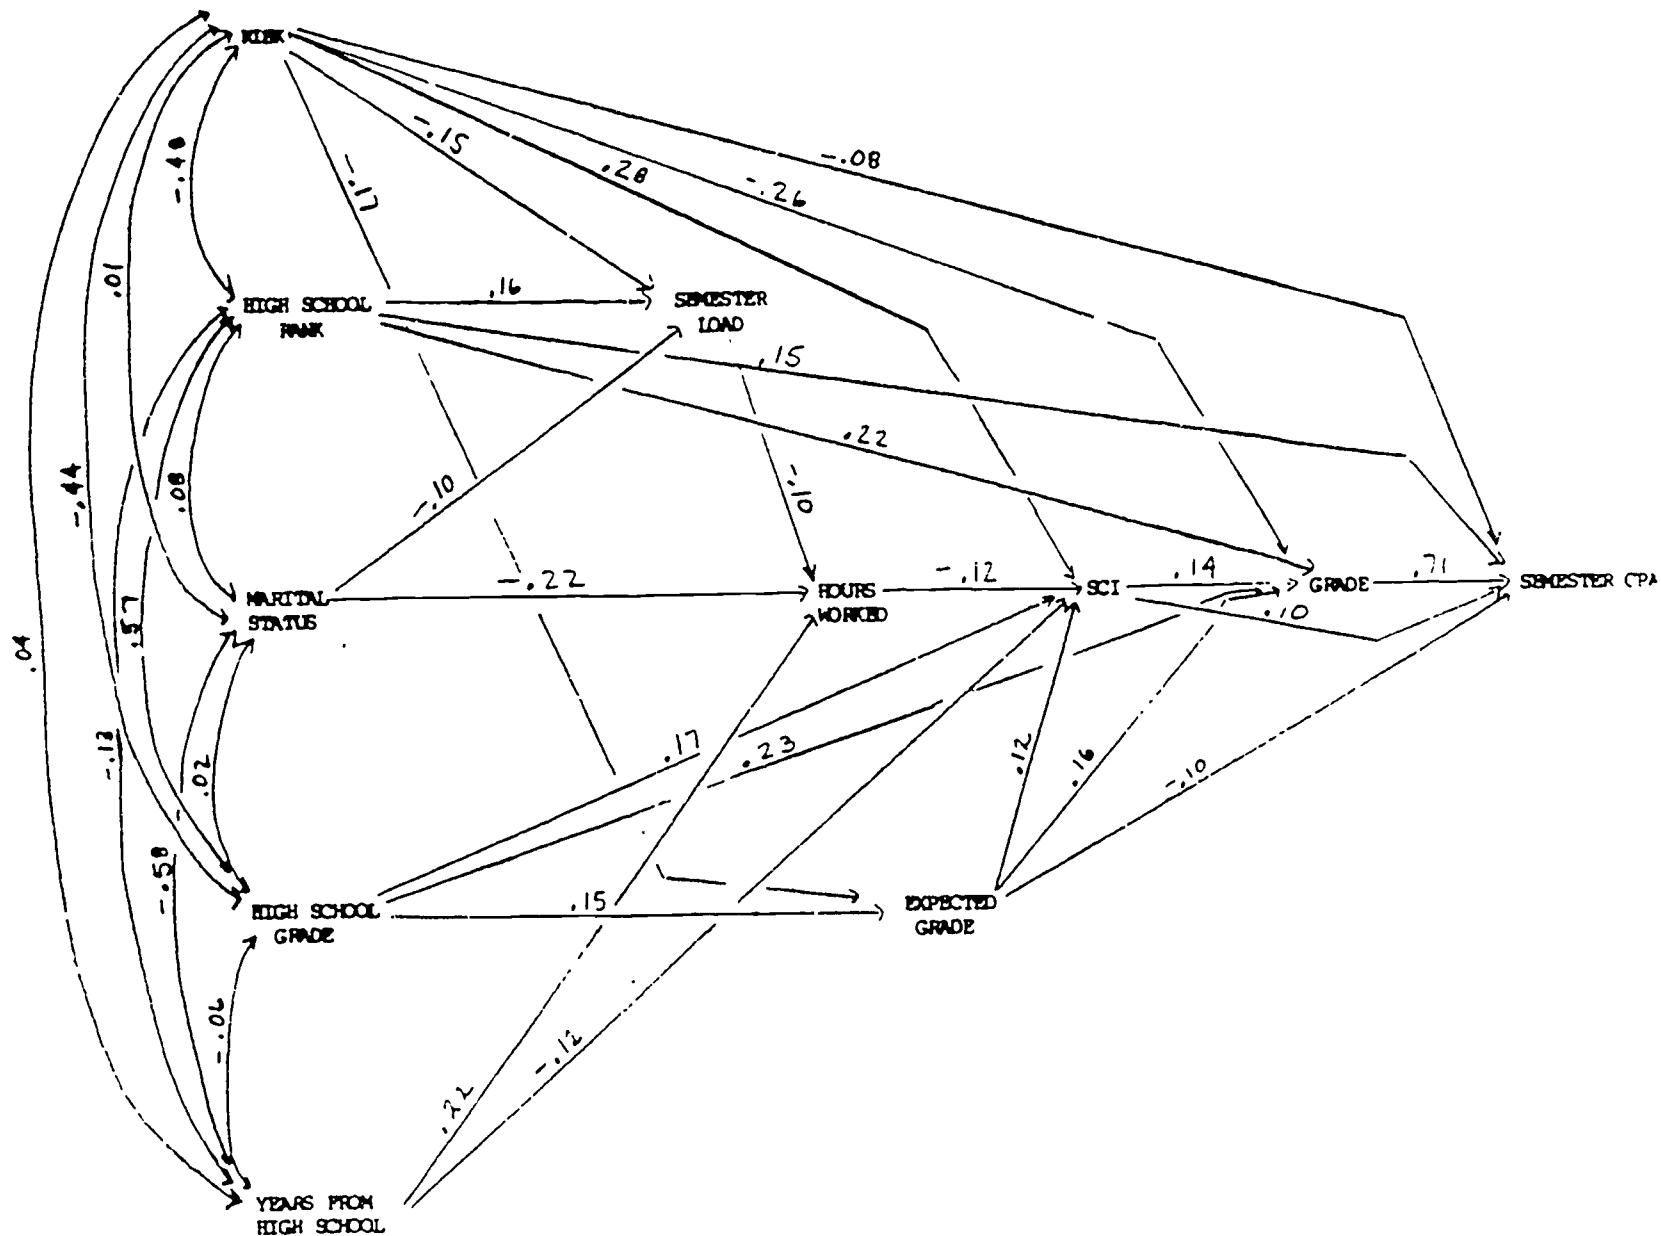 RISK
-.48
-.15
-.17
.28
-.26
-.08
.01
HIGH SCHOOL
RANK
.16
SEMESTER
LOAD
.15
.22
-.44
.08
-.10
-.10
.57
MARITAL
STATUS
-.22
HOURS
WORKED
-.12
SCI
.14
.10
GRADE
.71
SEMESTER GPA
.04
-.13
.02
.17
.23
.12
.16
-.10
-.58
HIGH SCHOOL
GRADE
.15
EXPECTED
GRADE
-.06
.22
-.12
YEARS FROM
HIGH SCHOOL